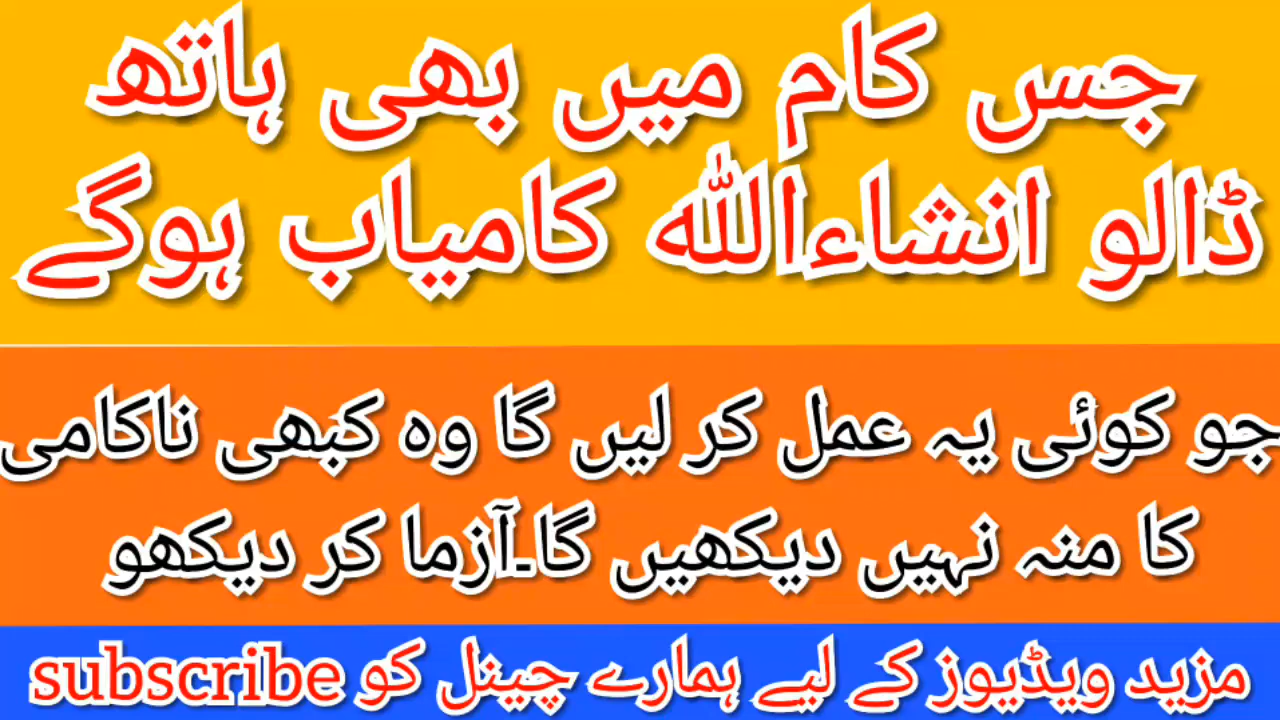 جس کام میں بھی ہاتھ
ڈالو انشاءاللہ کامیاب ہوگے
جو کوئی یہ عمل کر لیں گا وہ کبھی ناکامی
کا منہ نہیں دیکھیں گا۔آزما کر دیکھو
مزید ویڈیوز کے لیے ہمارے چینل کو subscribe